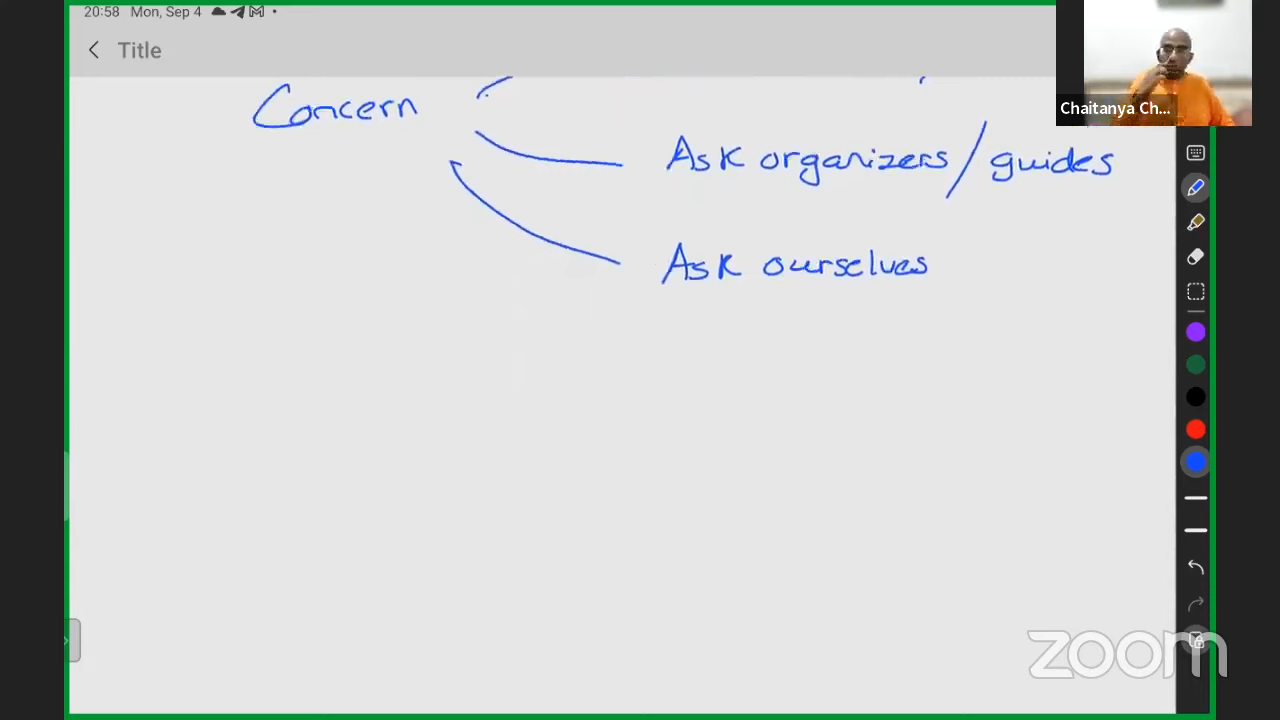 20:58 Mon, Sep 4
Title
Chaitanya Ch...
Concern
Ask organizers / guides
Ask ourselves
zoom